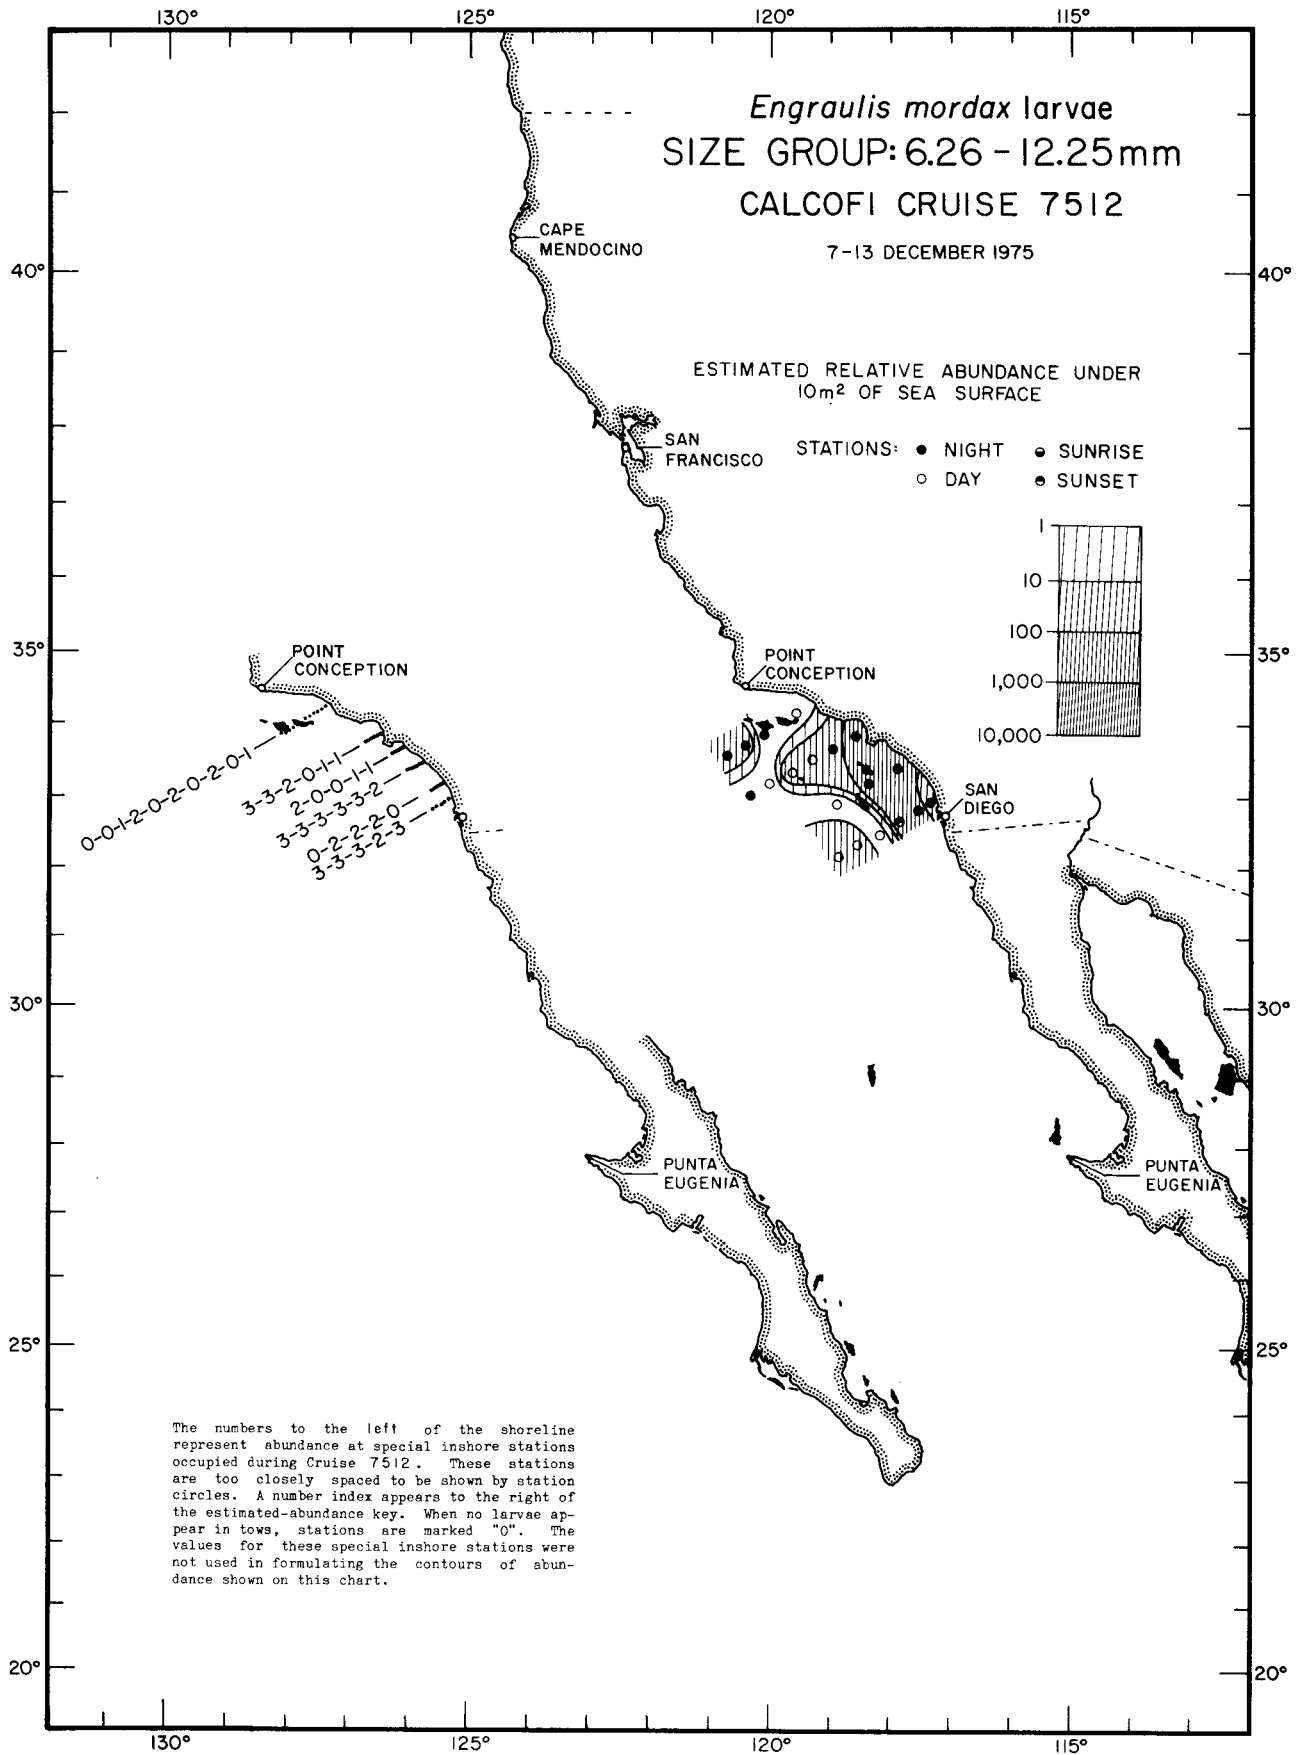 130°
125°
120°
115°
Engraulis mordax larvae
SIZE GROUP: 6.26 - 12.25mm
CALCOFI CRUISE 7512
7-13 DECEMBER 1975
CAPE
MENDOCINO
40°
40°
ESTIMATED RELATIVE ABUNDANCE UNDER
10m² OF SEA SURFACE
SAN
FRANCISCO
STATIONS:
NIGHT
SUNRISE
DAY
SUNSET
1
10
100
1,000
10,000
35°
35°
POINT
CONCEPTION
POINT
CONCEPTION
0-0-1-2-0-2-0-2-0-1
3-3-2-0-1-1
2-0-0-1-1
3-3-3-3-3-2
0-2-2-2-0
3-3-3-2-3
SAN
DIEGO
30°
30°
PUNTA
EUGENIA
PUNTA
EUGENIA
25°
25°
The numbers to the left of the shoreline
represent abundance at special inshore stations
occupied during Cruise 7512. These stations
are too closely spaced to be shown by station
circles. A number index appears to the right of
the estimated-abundance key. When no larvae ap-
pear in tows, stations are marked "0". The
values for these special inshore stations were
not used in formulating the contours of abun-
dance shown on this chart.
20°
20°
130°
125°
120°
115°